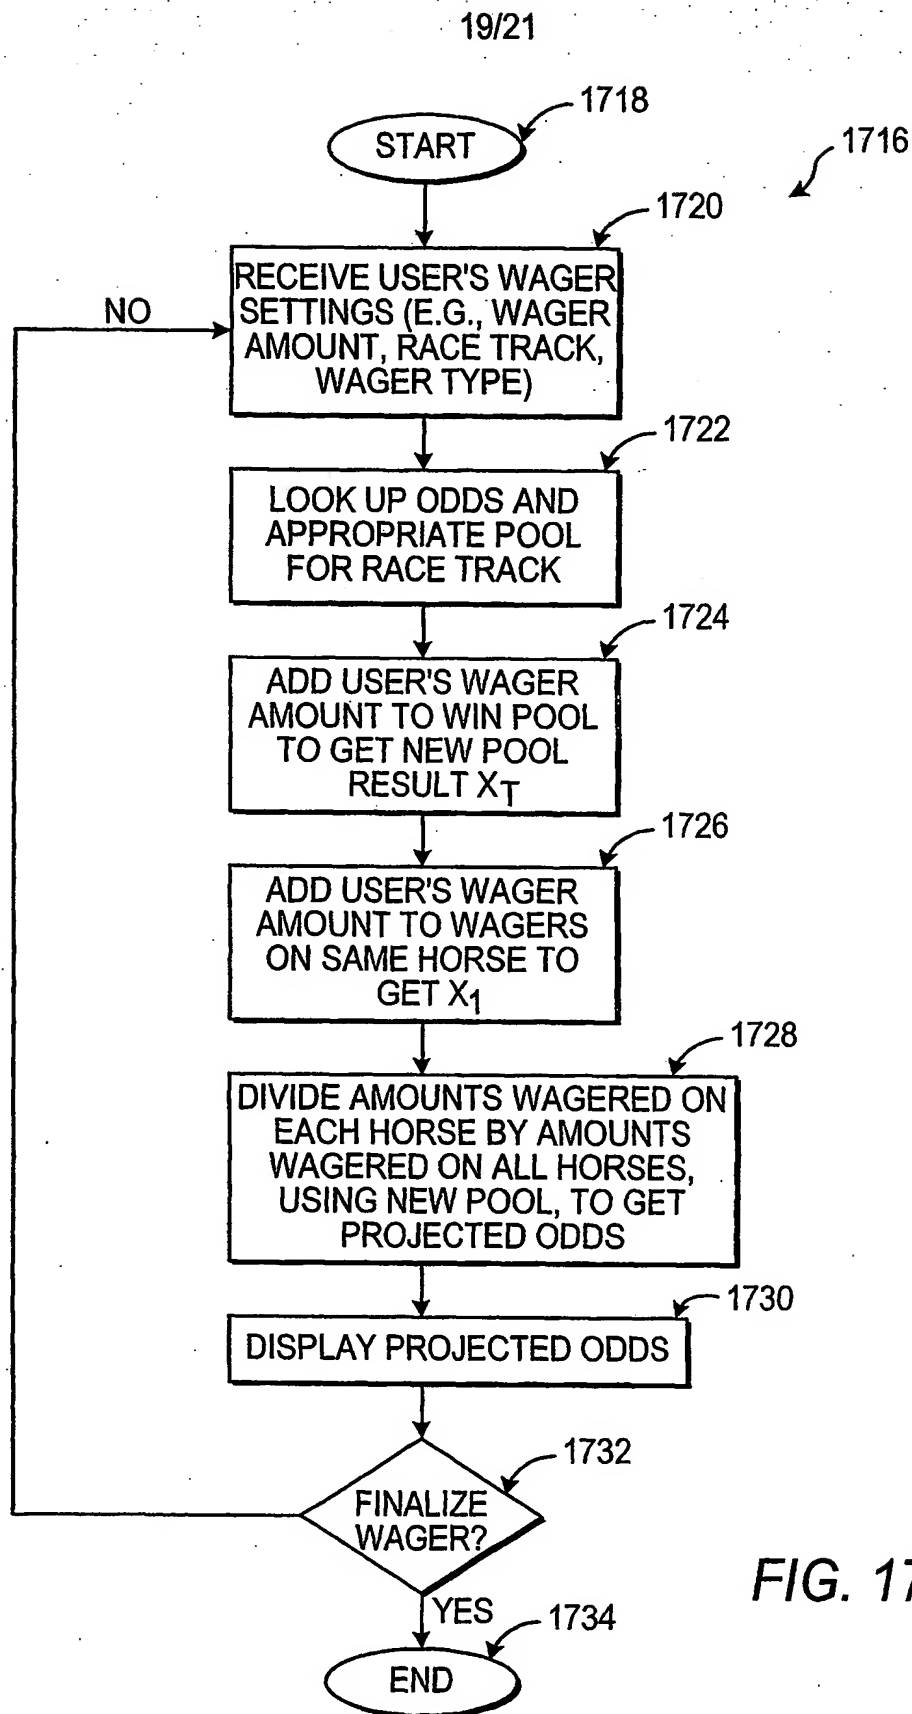 19/21
1718
START
1716
1720
RECEIVE USER'S WAGER
SETTINGS (E.G., WAGER
AMOUNT, RACE TRACK,
WAGER TYPE)
NO
1722
LOOK UP ODDS AND
APPROPRIATE POOL
FOR RACE TRACK
1724
ADD USER'S WAGER
AMOUNT TO WIN POOL
TO GET NEW POOL
RESULT XT
1726
ADD USER'S WAGER
AMOUNT TO WAGERS
ON SAME HORSE TO
GET X1
1728
DIVIDE AMOUNTS WAGERED ON
EACH HORSE BY AMOUNTS
WAGERED ON ALL HORSES,
USING NEW POOL, TO GET
PROJECTED ODDS
1730
DISPLAY PROJECTED ODDS
1732
FINALIZE
WAGER?
YES
1734
END
FIG. 17